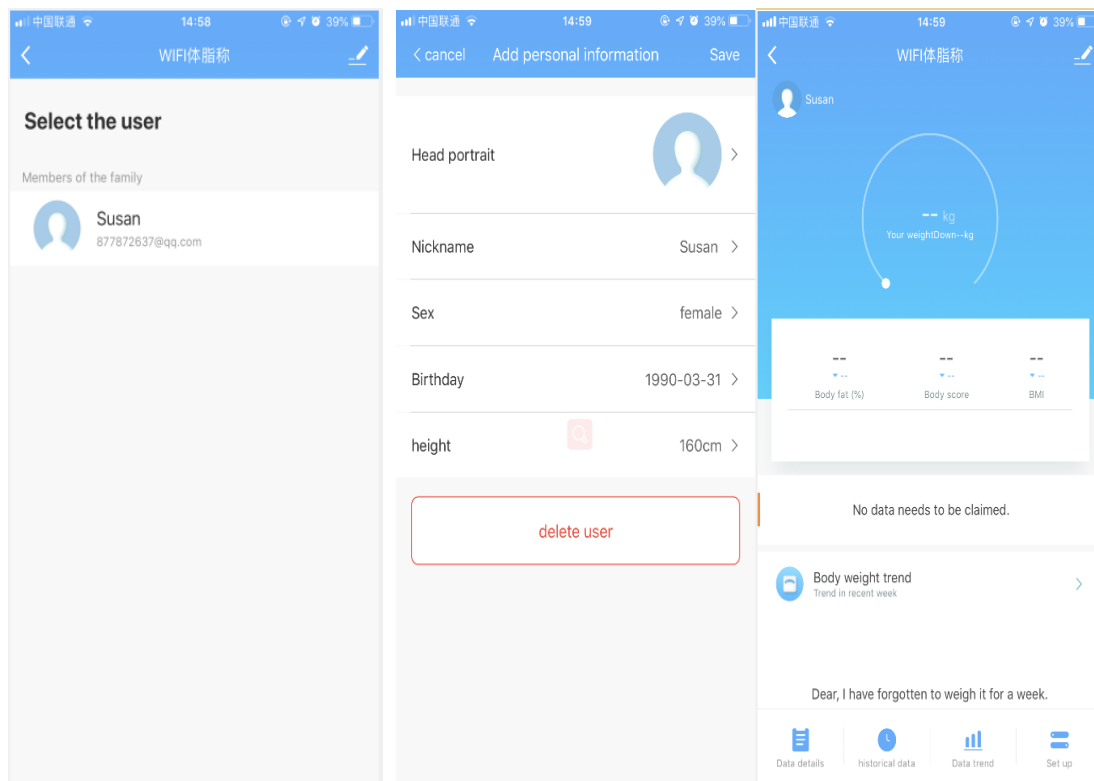 中国联通 14:58 39%
WIFI体脂称
Select the user
Members of the family
Susan
877872637@qq.com
中国联通 14:59 39%
cancel Add personal information Save
Head portrait
Nickname Susan
Sex female
Birthday 1990-03-31
height 160cm
delete user
中国联通 14:59 39%
WIFI体脂称
Susan
-- kg
Your weightDown--kg
-- -- --
-- -- --
Body fat (%) Body score BMI
No data needs to be claimed.
Body weight trend
Trend in recent week
Dear, I have forgotten to weigh it for a week.
Data details historical data Data trend Set up